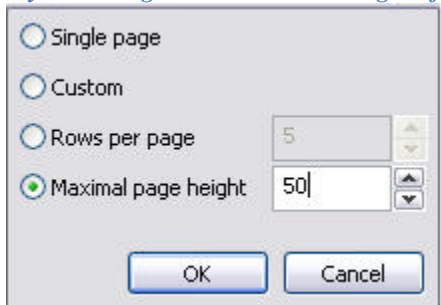 Single page
Custom
Rows per page 5
Maximal page height 50
OK Cancel